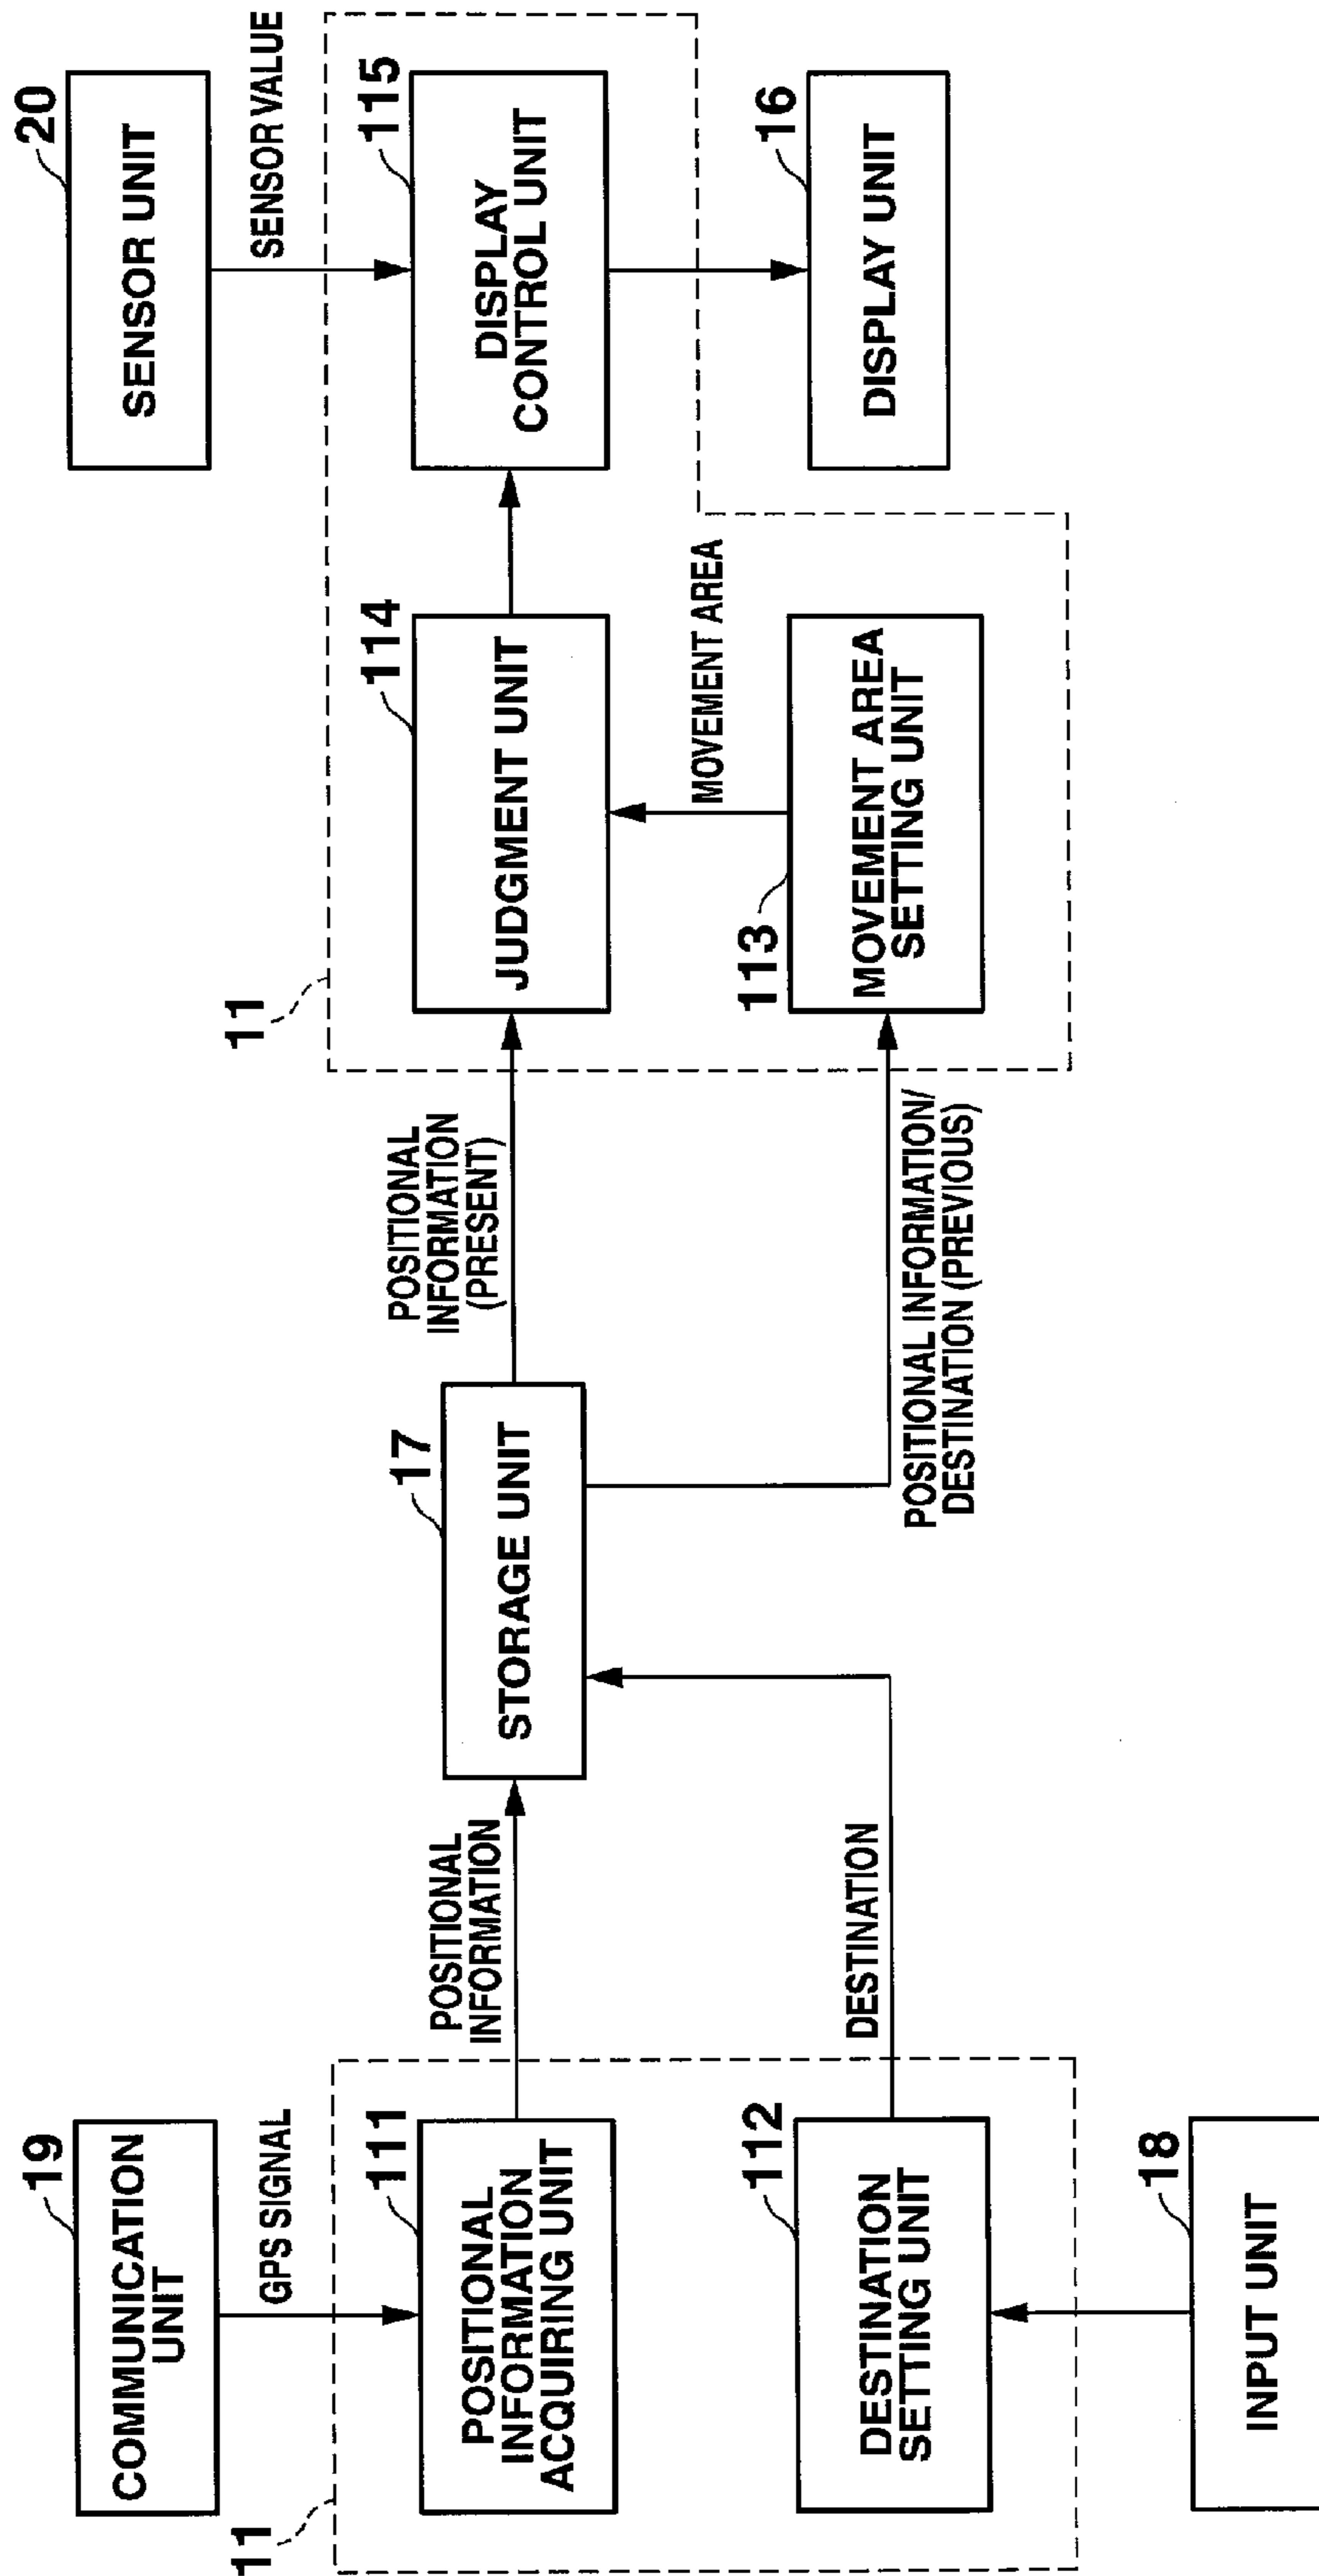 19
COMMUNICATION
UNIT
GPS SIGNAL
11
111
POSITIONAL
INFORMATION
ACQUIRING UNIT
112
DESTINATION
SETTING UNIT
18
INPUT UNIT
POSITIONAL
INFORMATION
DESTINATION
17
STORAGE UNIT
POSITIONAL
INFORMATION
(PRESENT)
POSITIONAL INFORMATION/
DESTINATION (PREVIOUS)
11
114
JUDGMENT UNIT
MOVEMENT AREA
113
MOVEMENT AREA
SETTING UNIT
20
SENSOR UNIT
SENSOR VALUE
115
DISPLAY
CONTROL UNIT
16
DISPLAY UNIT